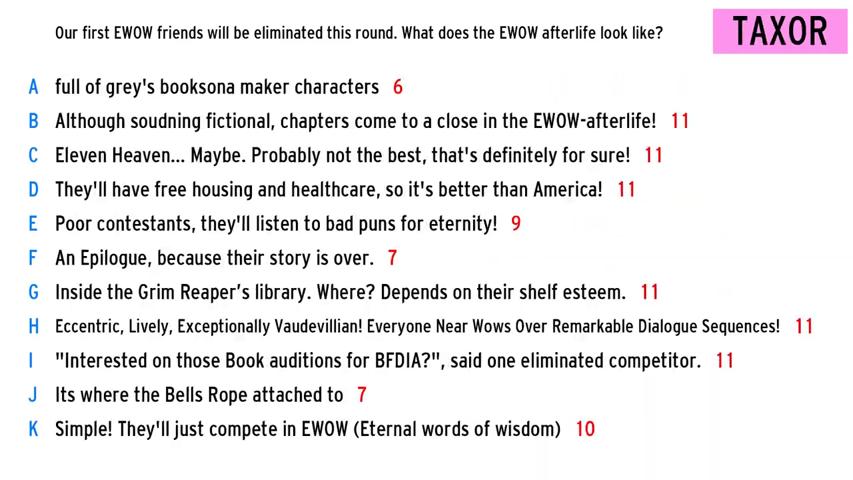 Our first EWOW friends will be eliminated this round. What does the EWOW afterlife look like?
TAXOR
A full of grey's booksona maker characters 6
B Although soudning fictional, chapters come to a close in the EWOW-afterlife! 11
C Eleven Heaven... Maybe. Probably not the best, that's definitely for sure! 11
D They'll have free housing and healthcare, so it's better than America! 11
E Poor contestants, they'll listen to bad puns for eternity! 9
F An Epilogue, because their story is over. 7
G Inside the Grim Reaper’s library. Where? Depends on their shelf esteem. 11
H Eccentric, Lively, Exceptionally Vaudevillian! Everyone Near Wows Over Remarkable Dialogue Sequences! 11
I "Interested on those Book auditions for BFDIA?", said one eliminated competitor. 11
J Its where the Bells Rope attached to 7
K Simple! They'll just compete in EWOW (Eternal words of wisdom) 10